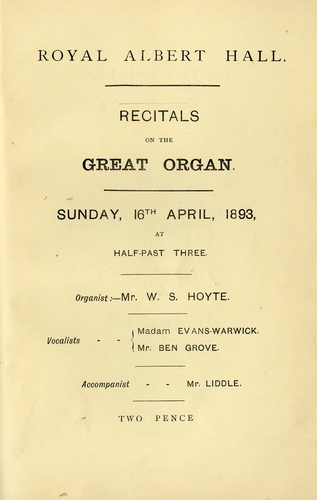 ROYAL ALBERT HALL.
RECITALS
ON THE
GREAT ORGAN.
SUNDAY, 16TH APRIL, 1893,
AT
HALF-PAST THREE.
Organist:—Mr. W. S. HOYTE.
Vocalists - - { Madam EVANS-WARWICK.
Mr. BEN GROVE.
Accompanist - - Mr. LIDDLE.
TWO PENCE